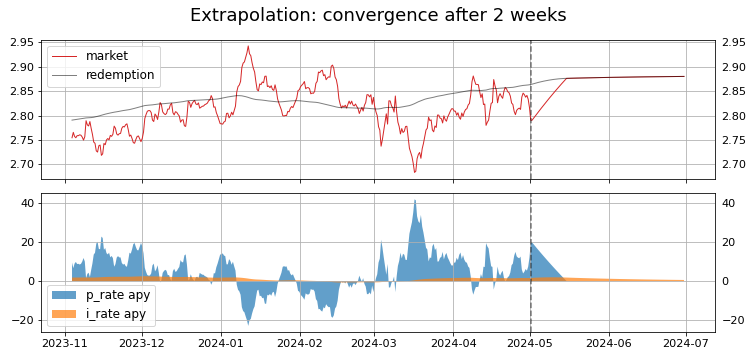 Extrapolation: convergence after 2 weeks
2.95 2.95
market
redemption
2.90 2.90
2.85 2.85
2.80 2.80
2.75 2.75
2.70 2.70
40 40
20 20
0 0
p_rate apy
i_rate apy
−20 −20
2023-11 2023-12 2024-01 2024-02 2024-03 2024-04 2024-05 2024-06 2024-07